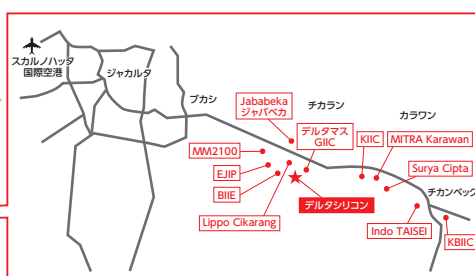 スカルノハッタ
国際空港
ジャカルタ
ブカシ
Jababeka
ジャバベカ
チカラン
カラワン
デルタマス
GIIC
KIIC
MITRA Karawan
MM2100
EJIP
BIIE
Surya Cipta
デルタシリコン
チカンペック
Lippo Cikarang
Indo TAISEI
KBIIC